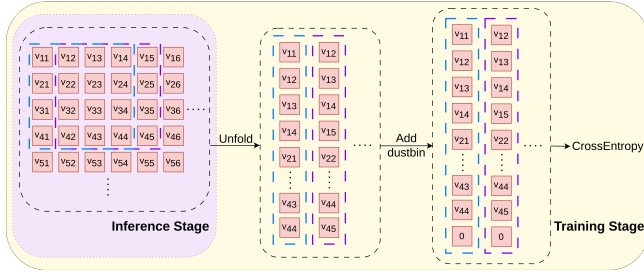 v11 v12 v13 v14 v15 v16
v21 v22 v23 v24 v25 v26
v31 v32 v33 v34 v35 v36 .....
v41 v42 v43 v44 v45 v46
v51 v52 v53 v54 v55 v56
Inference Stage
Unfold
v11 v12
v12 v13
v13 v14
v14 v15
v21 v22
v43 v44
v44 v45
....
Add
dustbin
v11 v12
v12 v13
v13 v14
v14 v15
v21 v22
v43 v44
v44 v45
0 0
....
CrossEntropy
Training Stage